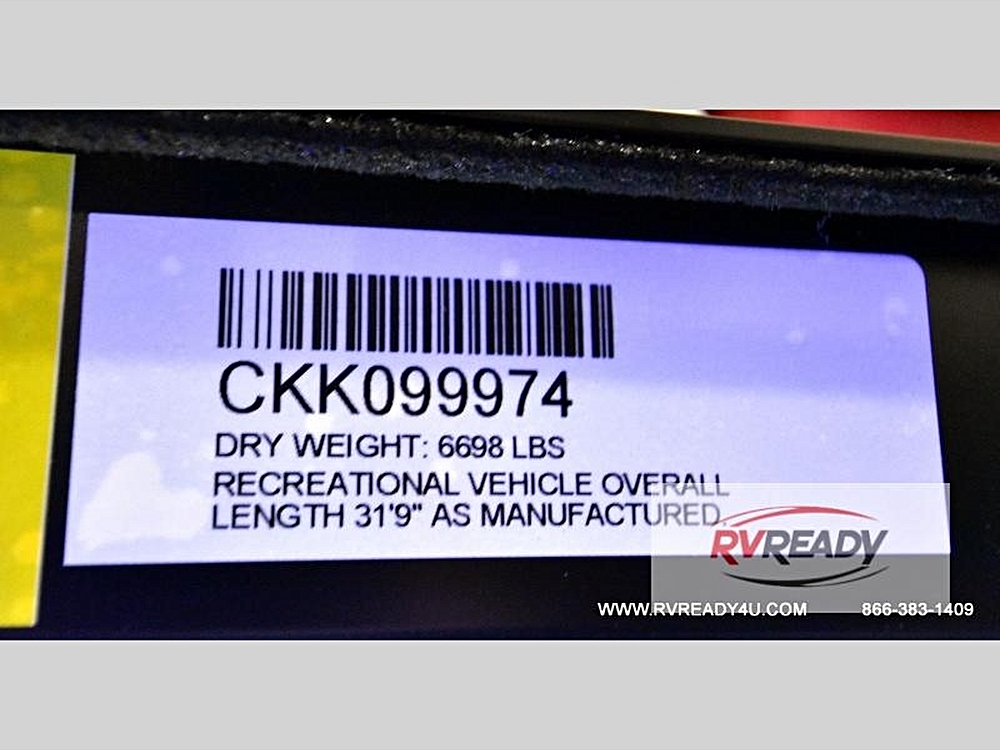 CKK099974
DRY WEIGHT: 6698 LBS
RECREATIONAL VEHICLE OVERALL
LENGTH 31'9" AS MANUFACTURED
RVREADY
WWW.RVREADY4U.COM 866-383-1409